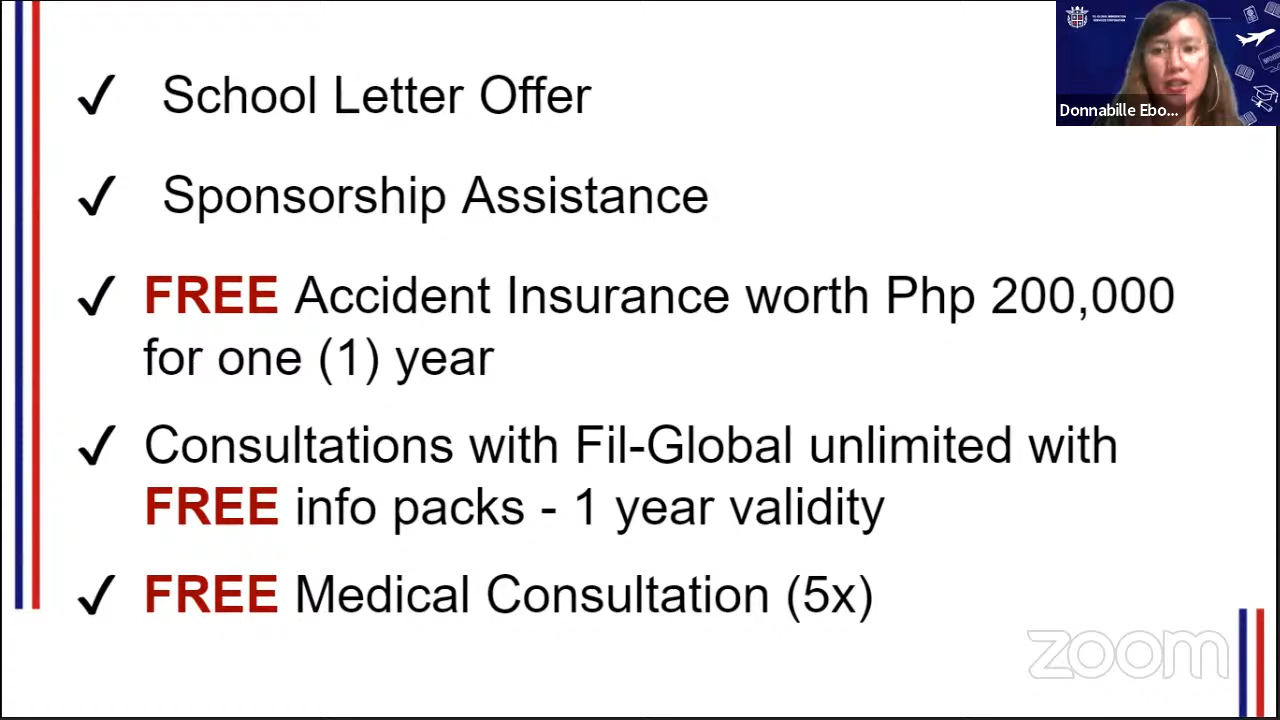 ✓ School Letter Offer
✓ Sponsorship Assistance
✓ FREE Accident Insurance worth Php 200,000
for one (1) year
✓ Consultations with Fil-Global unlimited with
FREE info packs - 1 year validity
✓ FREE Medical Consultation (5x)
Donnabille Ebo...
zoom